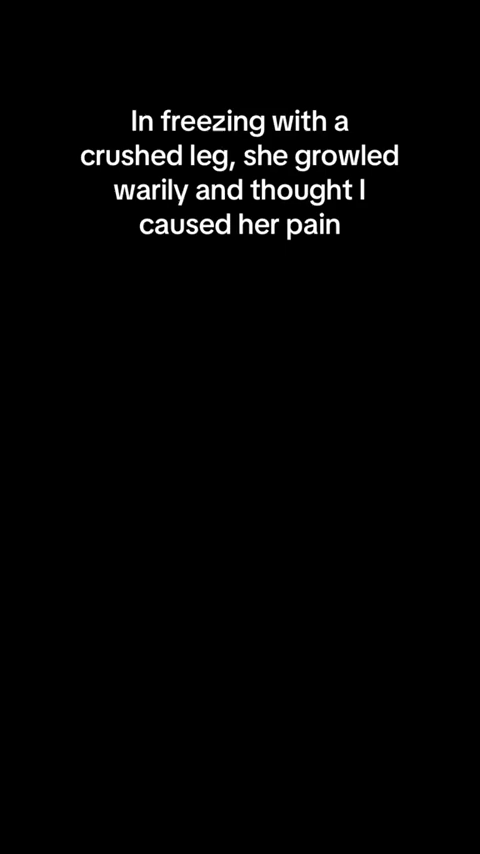 In freezing with a
crushed leg, she growled
warily and thought I
caused her pain